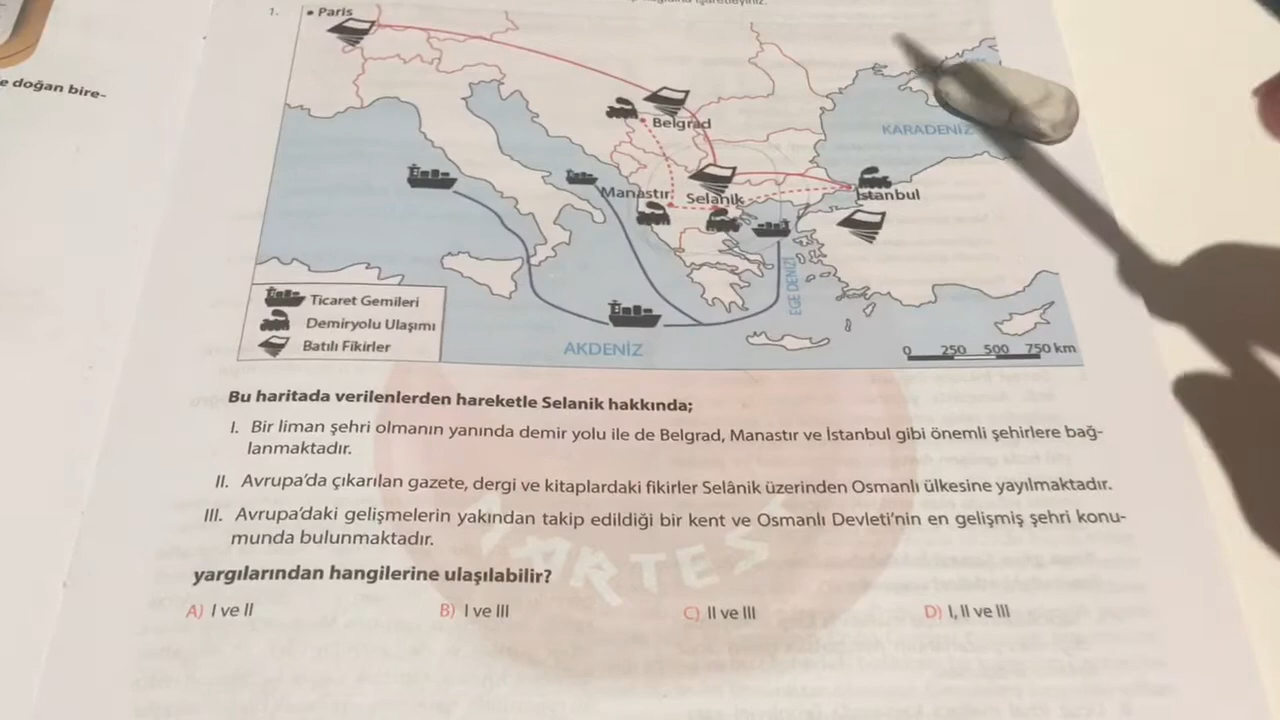 e doğan bire-
1.
• Paris
Belgrad
KARADENİZ
Manastır
Selanik
İstanbul
EGE DENİZİ
Ticaret Gemileri
Demiryolu Ulaşımı
Batılı Fikirler
AKDENİZ
0 250 500 750 km
Bu haritada verilenlerden hareketle Selanik hakkında;
I. Bir liman şehri olmanın yanında demir yolu ile de Belgrad, Manastır ve İstanbul gibi önemli şehirlere bağ-
lanmaktadır.
II. Avrupa’da çıkarılan gazete, dergi ve kitaplardaki fikirler Selânik üzerinden Osmanlı ülkesine yayılmaktadır.
III. Avrupa’daki gelişmelerin yakından takip edildiği bir kent ve Osmanlı Devleti’nin en gelişmiş şehri konu-
munda bulunmaktadır.
yargılarından hangilerine ulaşılabilir?
A) I ve II B) I ve III C) II ve III D) I, II ve III